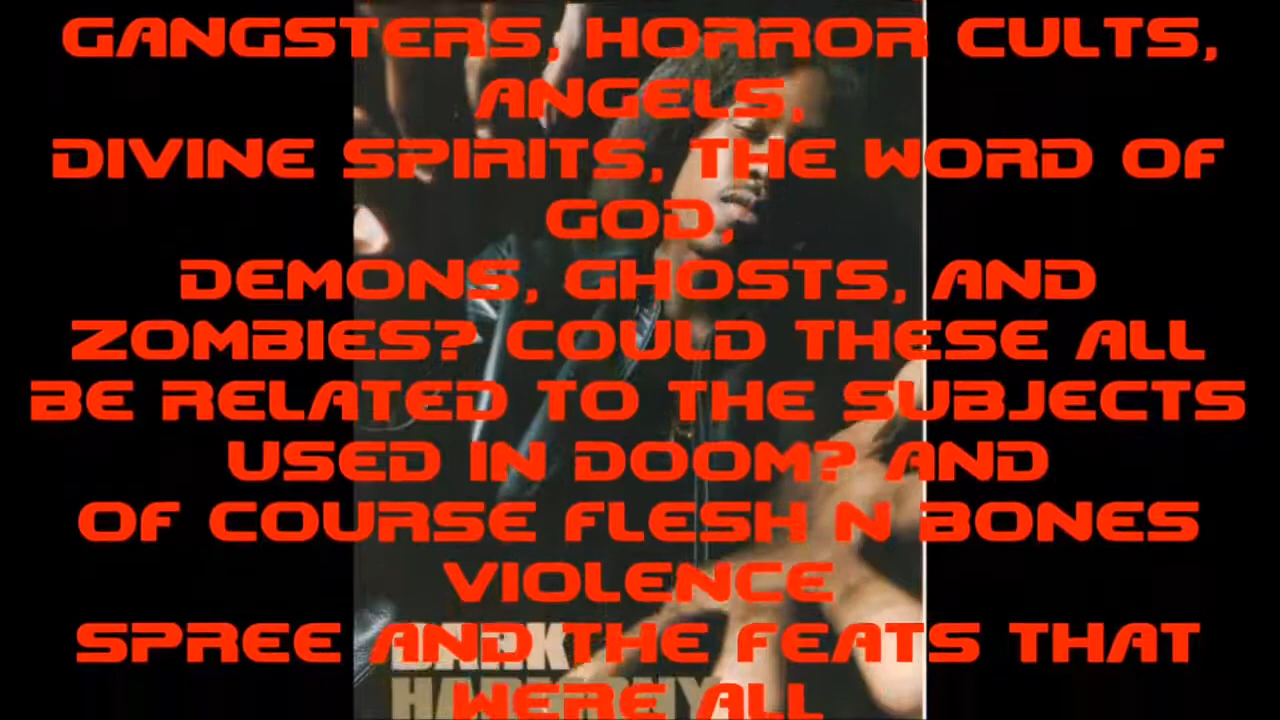 GANGSTERS, HORROR CULTS,
ANGELS,
DIVINE SPIRITS, THE WORD OF
GOD,
DEMONS, GHOSTS, AND
ZOMBIES? COULD THESE ALL
BE RELATED TO THE SUBJECTS
USED IN DOOM? AND
OF COURSE FLESH N BONES
VIOLENCE
SPREE AND THE FEATS THAT
WERE ALL
DARK
HARMONY